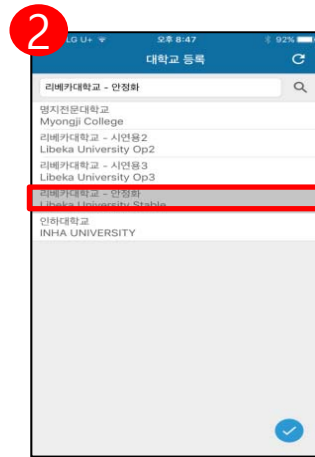 2
LG U+ 오후 8:47 92%
대학교 등록
리베카대학교 - 안정화
명지전문대학교
Myongji College
리베카대학교 - 시연용2
Libeka University Op2
리베카대학교 - 시연용3
Libeka University Op3
리베카대학교 - 안정화
Libeka University Stable
인하대학교
INHA UNIVERSITY